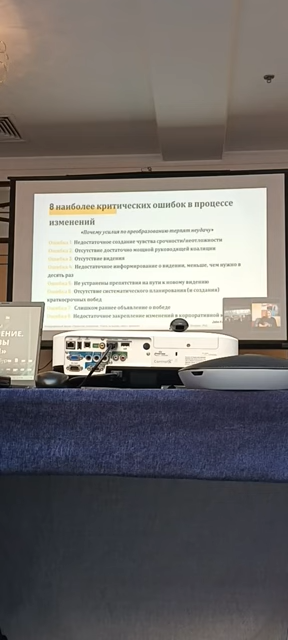 8 наиболее критических ошибок в процессе
изменений
«Почему усилия по преобразованию терпят неудачу»
Ошибка 1. Недостаточное создание чувства срочности/неотложности
Ошибка 2. Отсутствие достаточно мощной руководящей коалиции
Ошибка 3. Отсутствие видения
Ошибка 4. Недостаточное информирование о видении, меньше, чем нужно в
десять раз
Ошибка 5. Не устранены препятствия на пути к новому видению
Ошибка 6. Отсутствие систематического планирования (и создания)
краткосрочных побед
Ошибка 7. Слишком раннее объявление о победе
Ошибка 8. Недостаточное закрепление изменений в корпоративной